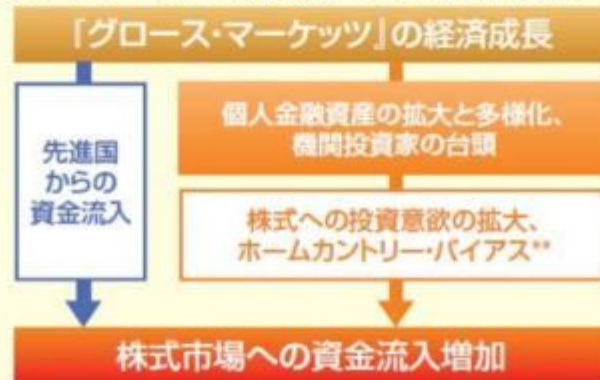 『グロース・マーケッツ』の経済成長
先進国
からの
資金流入
個人金融資産の拡大と多様化、
機関投資家の台頭
株式への投資意欲の拡大、
ホームカントリー・バイアス**
株式市場への資金流入増加